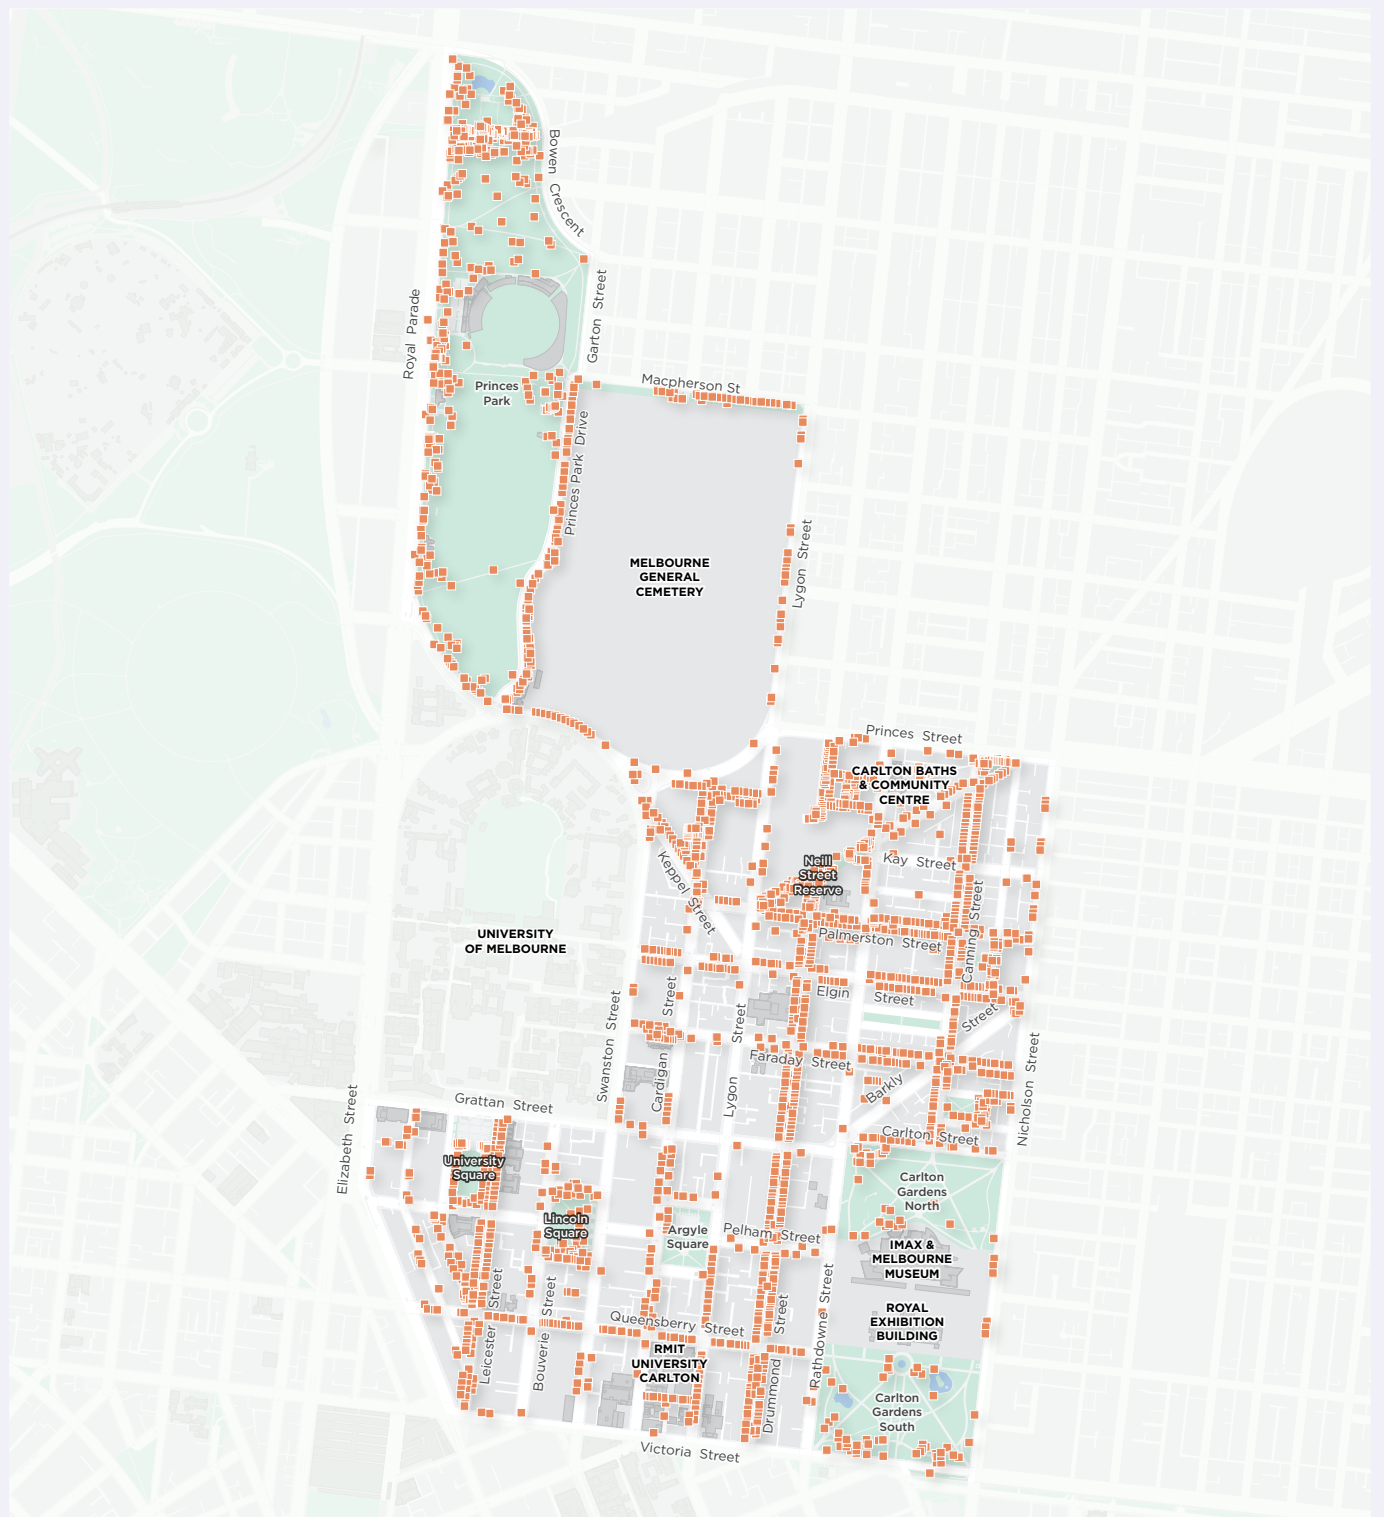 Bowen Crescent
Royal Parade
Garton Street
Princes
Park
Macpherson St
Princes Park Drive
MELBOURNE
GENERAL
CEMETERY
Lygon Street
Princes Street
CARLTON BATHS
& COMMUNITY
CENTRE
Neill
Street
Reserve
Kay Street
Keppel Street
UNIVERSITY
OF MELBOURNE
Palmerston Street
Canning Street
Elgin Street
Swanston Street
Cardigan Street
Lygon Street
Faraday Street
Barkly Street
Nicholson Street
Elizabeth Street
Grattan Street
Carlton Street
University
Square
Carlton
Gardens
North
Lincoln
Square
Argyle
Square
Pelham Street
IMAX &
MELBOURNE
MUSEUM
Leicester Street
Bouverie Street
Queensberry Street
Drummond Street
Rathdowne Street
ROYAL
EXHIBITION
BUILDING
RMIT
UNIVERSITY
CARLTON
Carlton
Gardens
South
Victoria Street